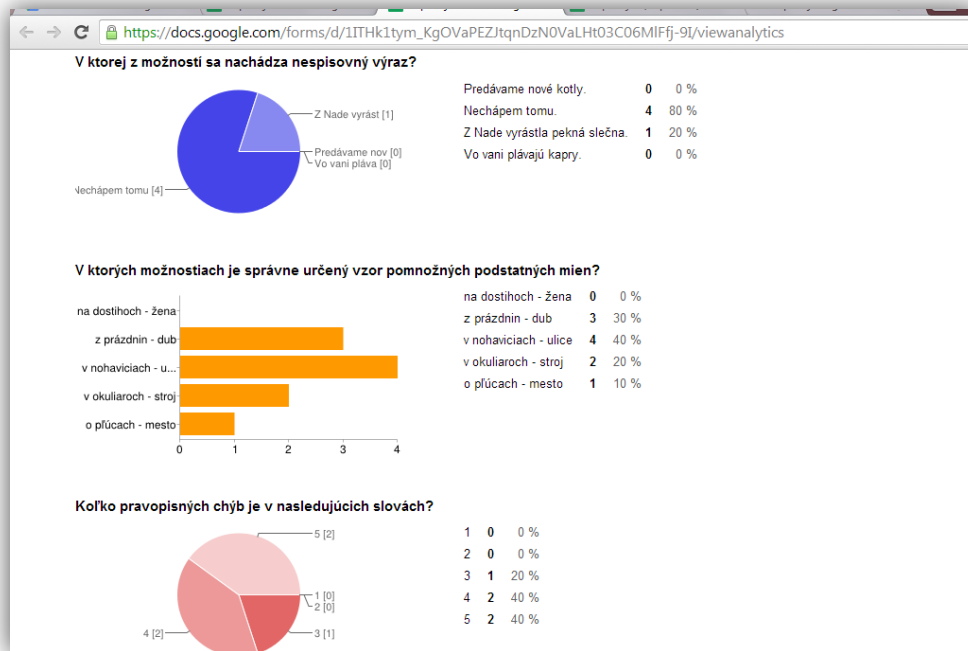 https://docs.google.com/forms/d/1ITHk1tym_KgOVaPEZJtqnDzN0VaLHt03C06MlFfj-9I/viewanalytics
V ktorej z možností sa nachádza nespisovný výraz?
Z Nade vyrást [1]
Predávame nov [0]
Vo vani pláva [0]
Nechápem tomu [4]
Predávame nové kotly. 0 0 %
Nechápem tomu. 4 80 %
Z Nade vyrástla pekná slečna. 1 20 %
Vo vani plávajú kapry. 0 0 %
V ktorých možnostiach je správne určený vzor pomnožných podstatných mien?
na dostihoch - žena
z prázdnin - dub
v nohaviciach - u...
v okuliaroch - stroj
o pľúcach - mesto
0 1 2 3 4
na dostihoch - žena 0 0 %
z prázdnin - dub 3 30 %
v nohaviciach - ulice 4 40 %
v okuliaroch - stroj 2 20 %
o pľúcach - mesto 1 10 %
Koľko pravopisných chýb je v nasledujúcich slovách?
5 [2]
1 [0]
2 [0]
3 [1]
4 [2]
1 0 0 %
2 0 0 %
3 1 20 %
4 2 40 %
5 2 40 %